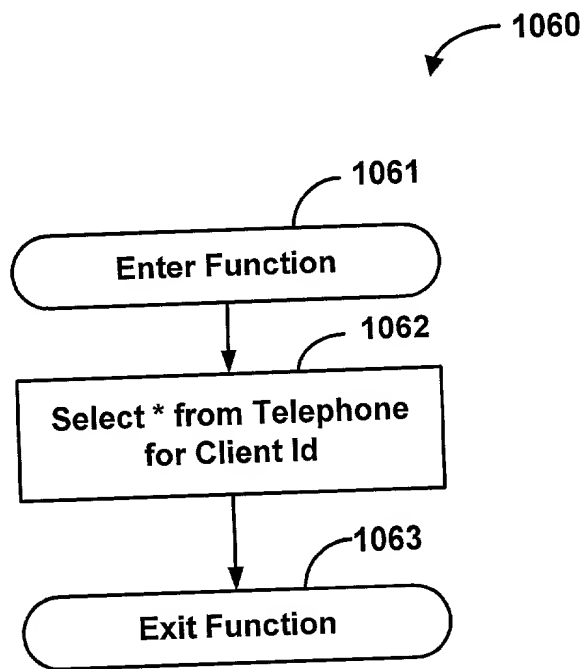 1060
1061
Enter Function
1062
Select * from Telephone
for Client Id
1063
Exit Function